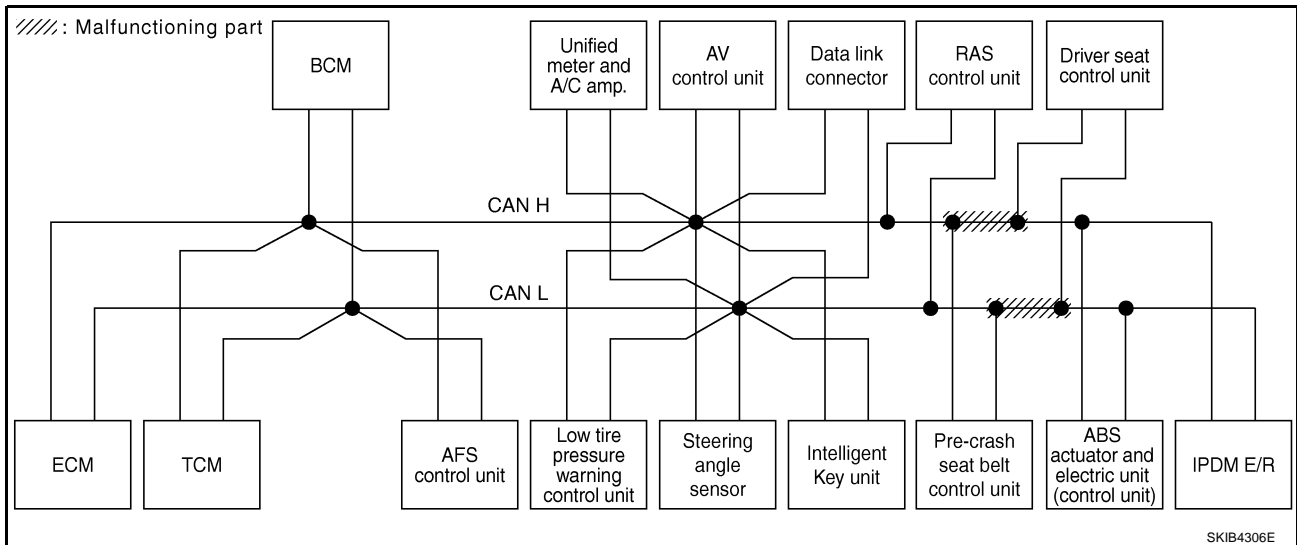 : Malfunctioning part
BCM
Unified
meter and
A/C amp.
AV
control unit
Data link
connector
RAS
control unit
Driver seat
control unit
CAN H
CAN L
ECM
TCM
AFS
control unit
Low tire
pressure
warning
control unit
Steering
angle
sensor
Intelligent
Key unit
Pre-crash
seat belt
control unit
ABS
actuator and
electric unit
(control unit)
IPDM E/R
SKIB4306E